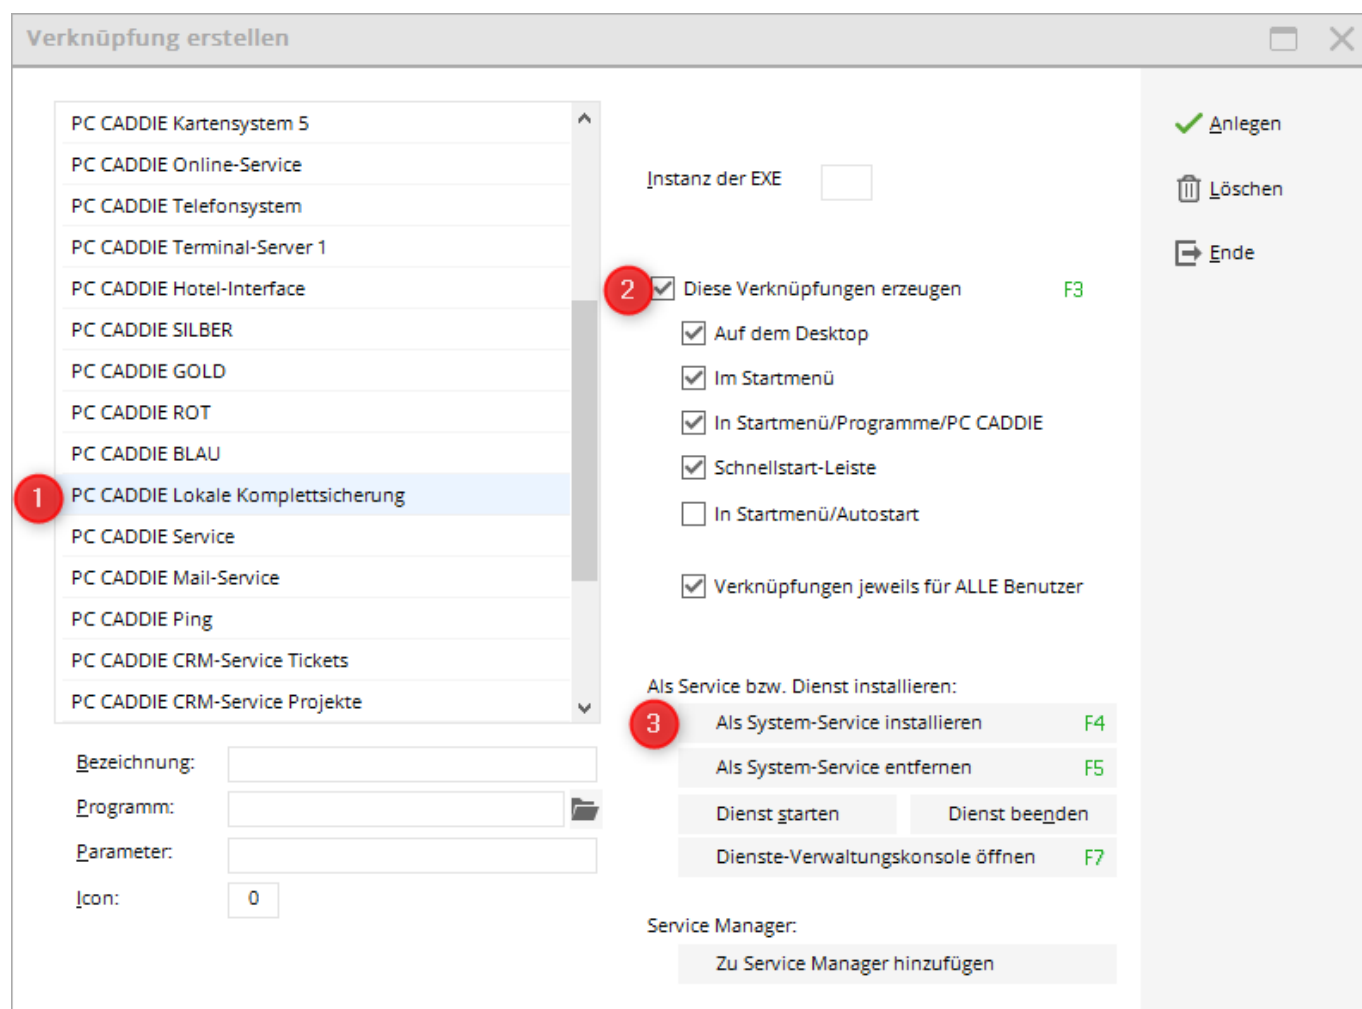 Verknüpfung erstellen
PC CADDIE Kartensystem 5
PC CADDIE Online-Service
PC CADDIE Telefonsystem
PC CADDIE Terminal-Server 1
PC CADDIE Hotel-Interface
PC CADDIE SILBER
PC CADDIE GOLD
PC CADDIE ROT
PC CADDIE BLAU
1 PC CADDIE Lokale Komplettsicherung
PC CADDIE Service
PC CADDIE Mail-Service
PC CADDIE Ping
PC CADDIE CRM-Service Tickets
PC CADDIE CRM-Service Projekte
Bezeichnung:
Programm:
Parameter:
Icon: 0
Instanz der EXE
2 Diese Verknüpfungen erzeugen F3
Auf dem Desktop
Im Startmenü
In Startmenü/Programme/PC CADDIE
Schnellstart-Leiste
In Startmenü/Autostart
Verknüpfungen jeweils für ALLE Benutzer
Als Service bzw. Dienst installieren:
3 Als System-Service installieren F4
Als System-Service entfernen F5
Dienst starten Dienst beenden
Dienste-Verwaltungskonsole öffnen F7
Service Manager:
Zu Service Manager hinzufügen
Anlegen
Löschen
Ende